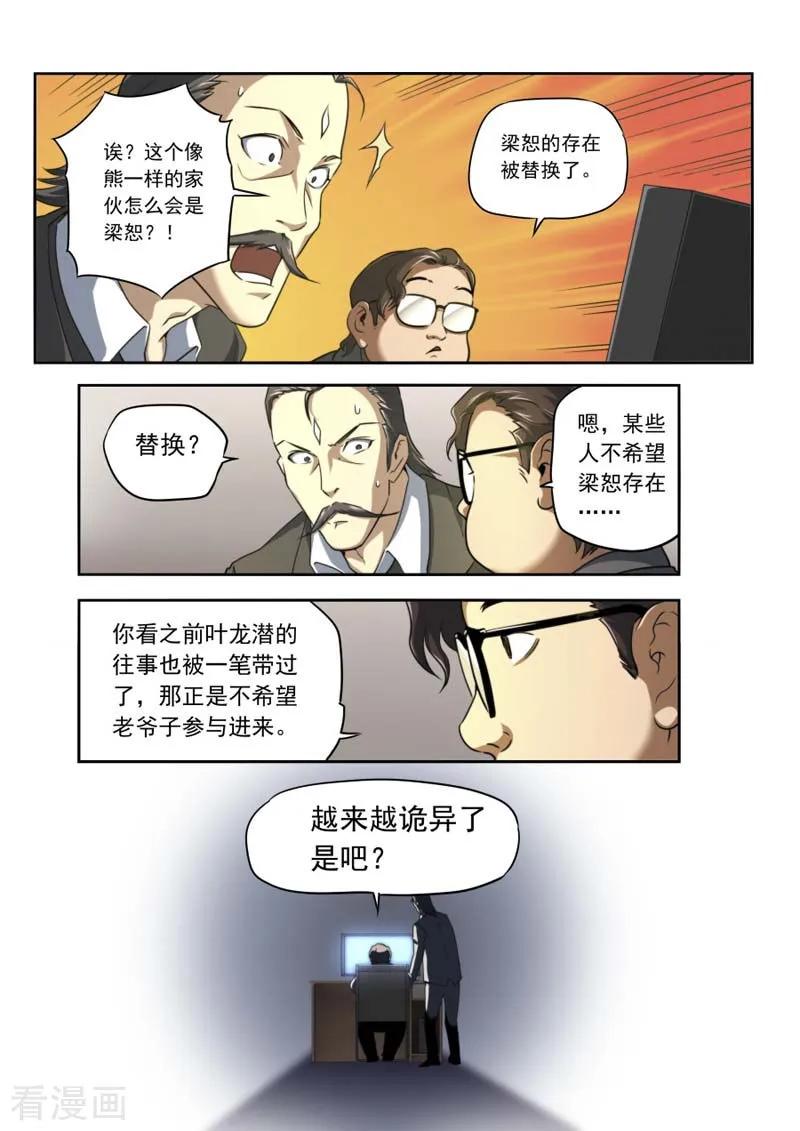 诶？这个像
熊一样的家
伙怎么会是
梁恕？！
梁恕的存在
被替换了。
替换？
嗯，某些
人不希望
梁恕存在
……
你看之前叶龙潜的
往事也被一笔带过
了，那正是不希望
老爷子参与进来。
越来越诡异了
是吧？
看漫画